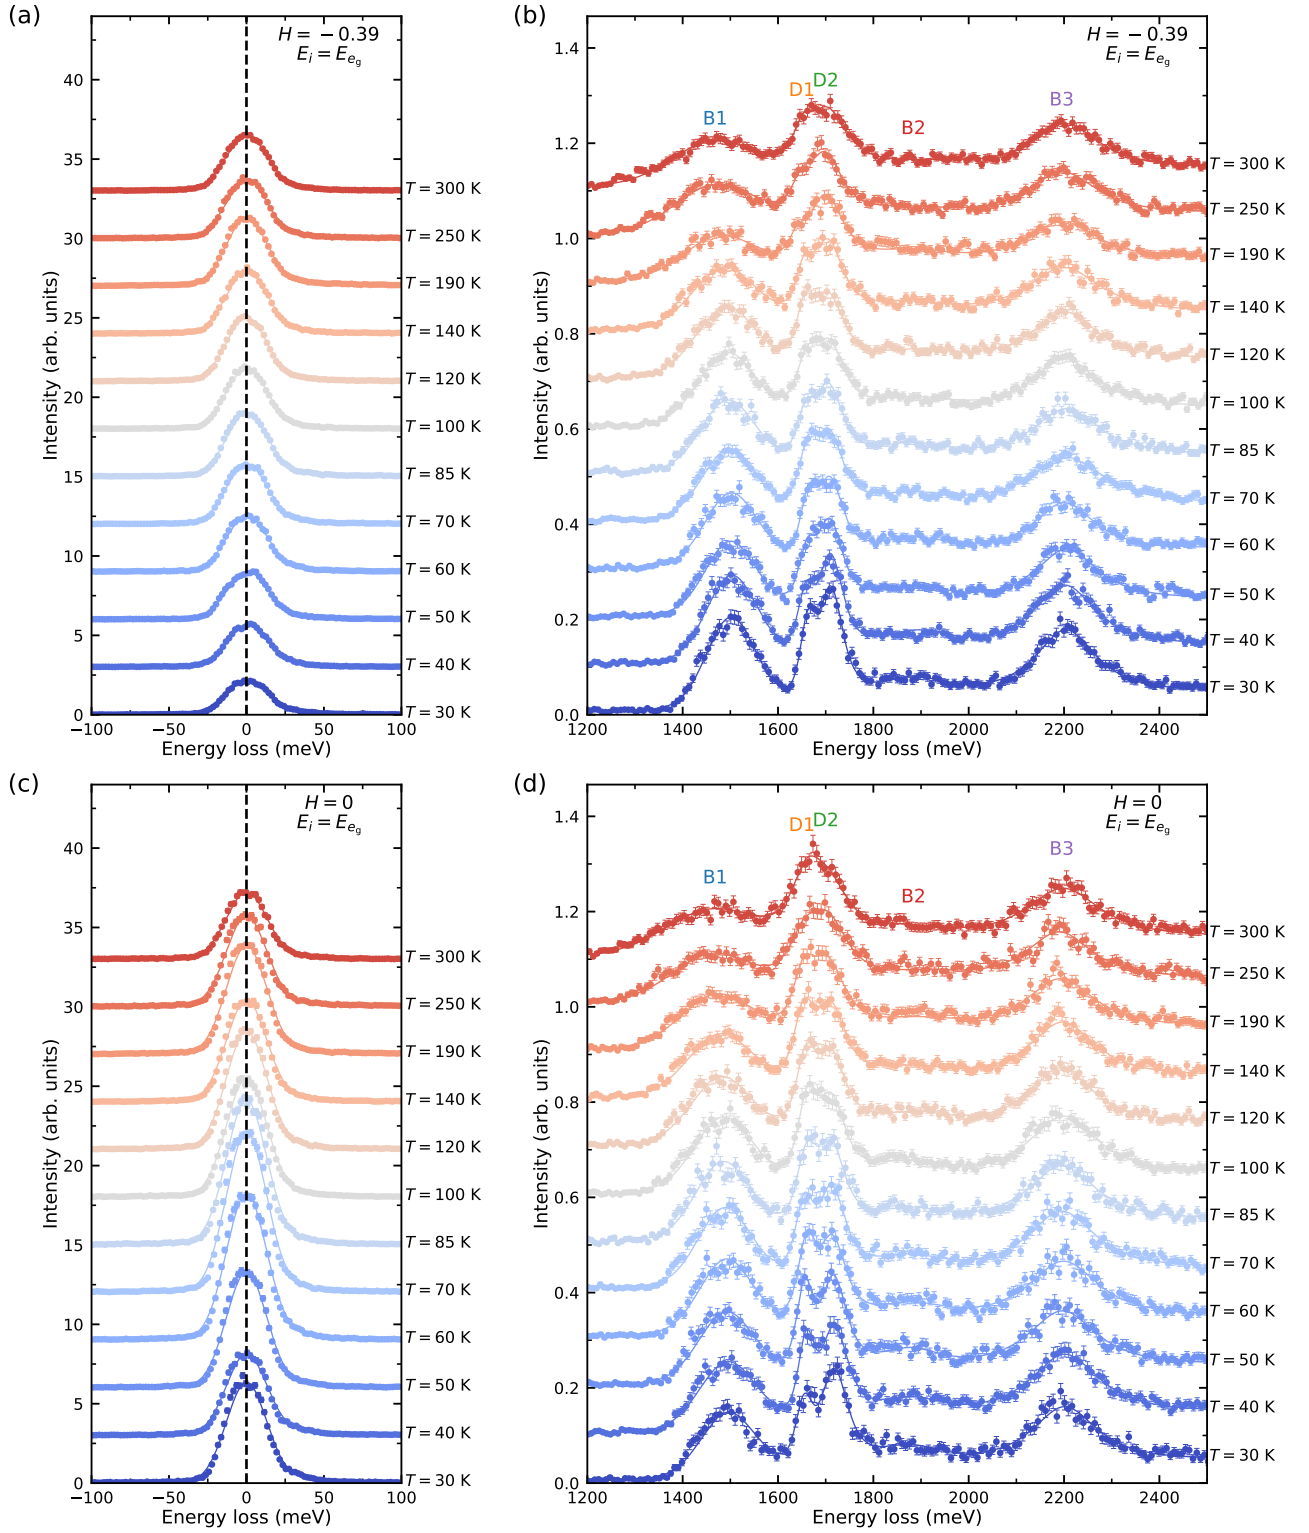 (a)
H = −0.39
E_i = E_{e_g}
40
35
30
25
20
15
10
5
0
T = 300 K
T = 250 K
T = 190 K
T = 140 K
T = 120 K
T = 100 K
T = 85 K
T = 70 K
T = 60 K
T = 50 K
T = 40 K
T = 30 K
Intensity (arb. units)
−100 −50 0 50 100
Energy loss (meV)
(b)
H = −0.39
E_i = E_{e_g}
B1
D1
D2
B2
B3
1.4
1.2
1.0
0.8
0.6
0.4
0.2
0.0
T = 300 K
T = 250 K
T = 190 K
T = 140 K
T = 120 K
T = 100 K
T = 85 K
T = 70 K
T = 60 K
T = 50 K
T = 40 K
T = 30 K
Intensity (arb. units)
1200 1400 1600 1800 2000 2200 2400
Energy loss (meV)
(c)
H = 0
E_i = E_{e_g}
40
35
30
25
20
15
10
5
0
T = 300 K
T = 250 K
T = 190 K
T = 140 K
T = 120 K
T = 100 K
T = 85 K
T = 70 K
T = 60 K
T = 50 K
T = 40 K
T = 30 K
Intensity (arb. units)
−100 −50 0 50 100
Energy loss (meV)
(d)
H = 0
E_i = E_{e_g}
B1
D1
D2
B2
B3
1.4
1.2
1.0
0.8
0.6
0.4
0.2
0.0
T = 300 K
T = 250 K
T = 190 K
T = 140 K
T = 120 K
T = 100 K
T = 85 K
T = 70 K
T = 60 K
T = 50 K
T = 40 K
T = 30 K
Intensity (arb. units)
1200 1400 1600 1800 2000 2200 2400
Energy loss (meV)